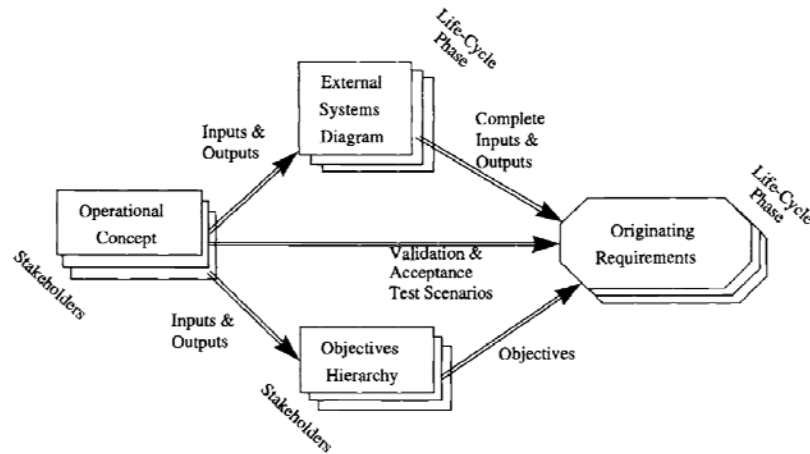 Life-Cycle
Phase
External
Systems
Diagram
Inputs &
Outputs
Complete
Inputs &
Outputs
Life-Cycle
Phase
Operational
Concept
Originating
Requirements
Validation &
Acceptance
Test Scenarios
Stakeholders
Inputs &
Outputs
Objectives
Hierarchy
Objectives
Stakeholders